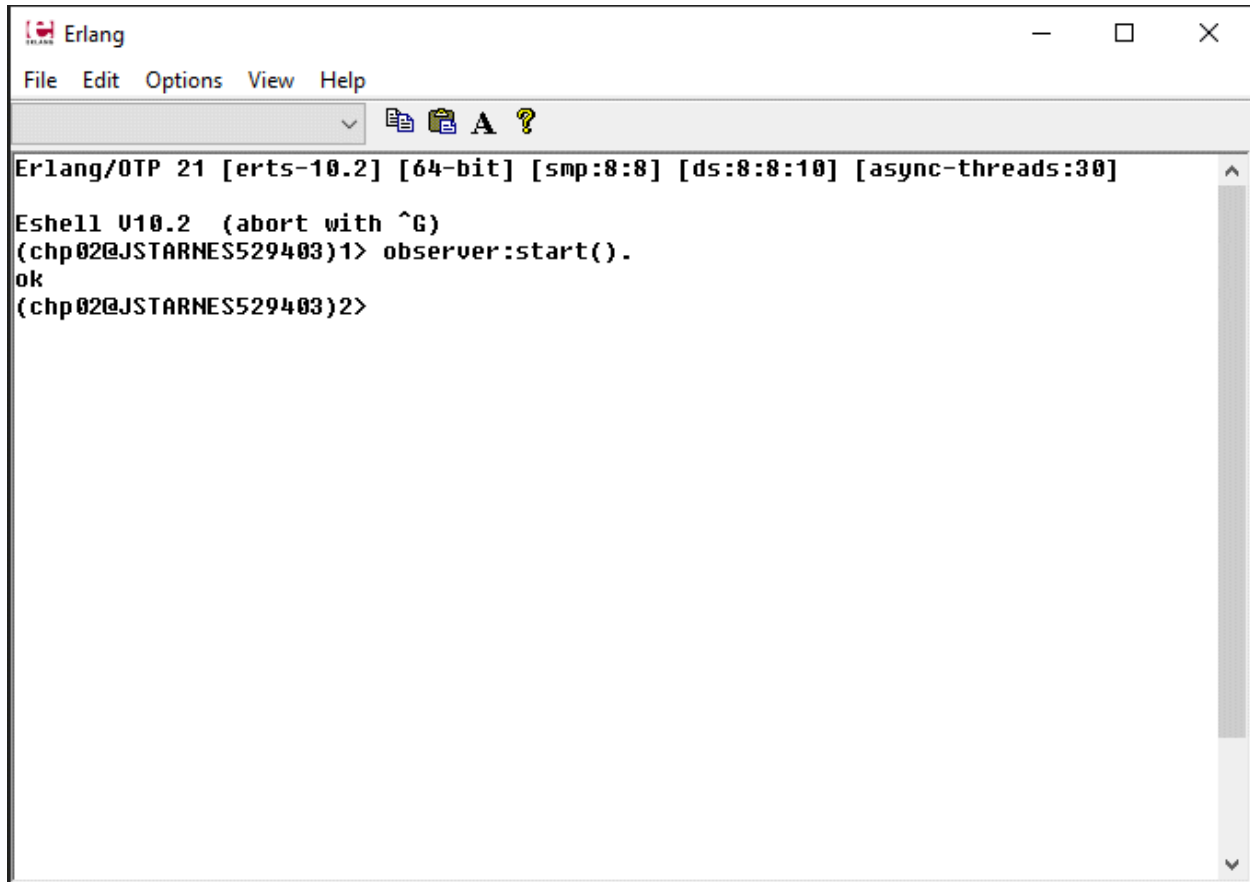 Erlang
File Edit Options View Help
Erlang/OTP 21 [erts-10.2] [64-bit] [smp:8:8] [ds:8:8:10] [async-threads:30]
Eshell V10.2  (abort with ^G)
(chp02@JSTARNES529403)1> observer:start().
ok
(chp02@JSTARNES529403)2>